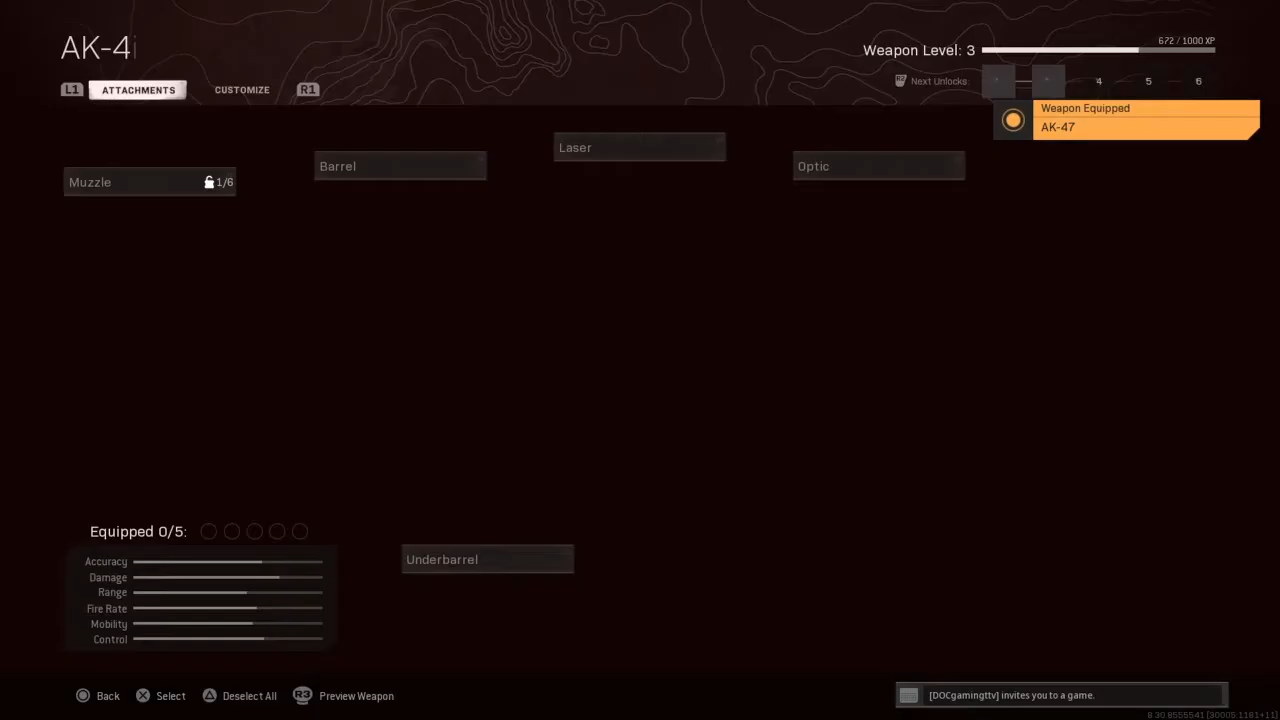 AK-4
672 / 1000 XP
Weapon Level: 3
L1 ATTACHMENTS CUSTOMIZE R1
R2 Next Unlocks: 4 5 6
Weapon Equipped
AK-47
Laser
Barrel
Optic
Muzzle 1/6
Equipped 0/5:
Accuracy
Damage
Range
Fire Rate
Mobility
Control
Underbarrel
Back Select Deselect All R3 Preview Weapon
[DOCgamingttv] invites you to a game.